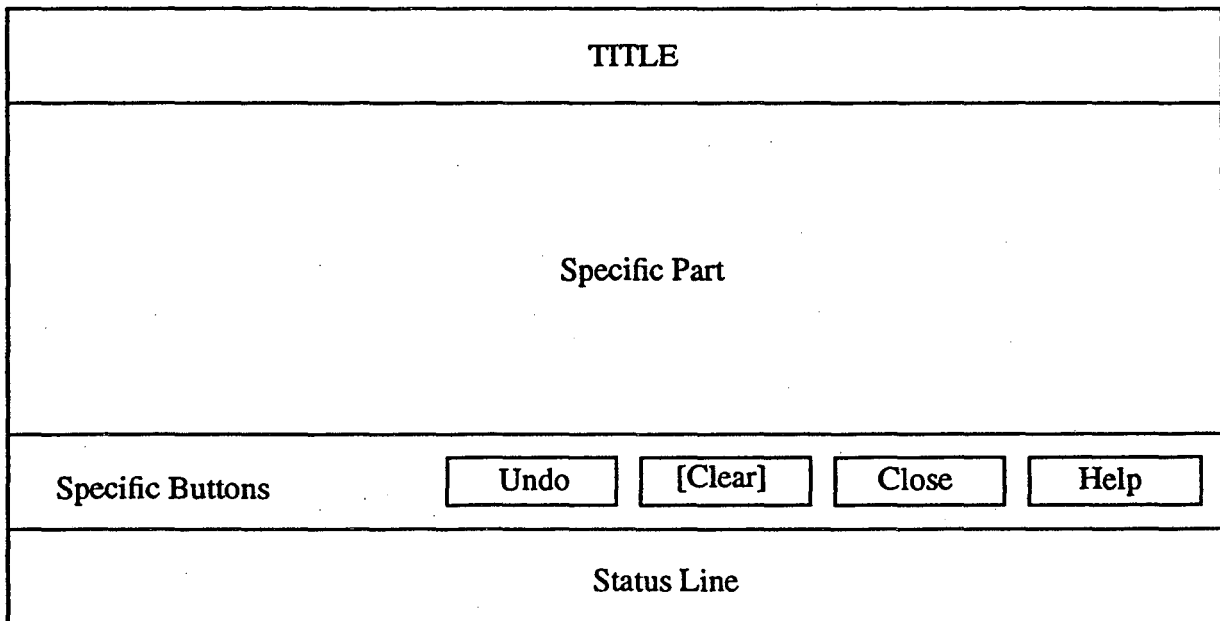 TITLE
Specific Part
Specific Buttons Undo [Clear] Close Help
Status Line